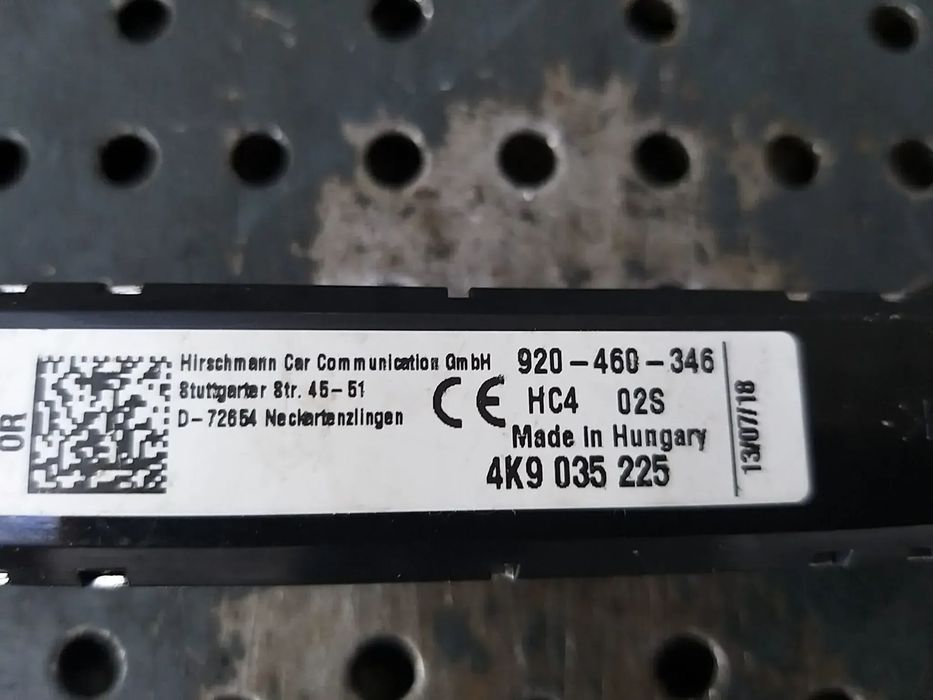 OR
Hirschmann Car Communication GmbH
Stuttgarter Str. 45-51
D-72654 Neckartenzlingen
CE
920-460-346
HC4 02S
Made in Hungary
4K9 035 225
13/07/18